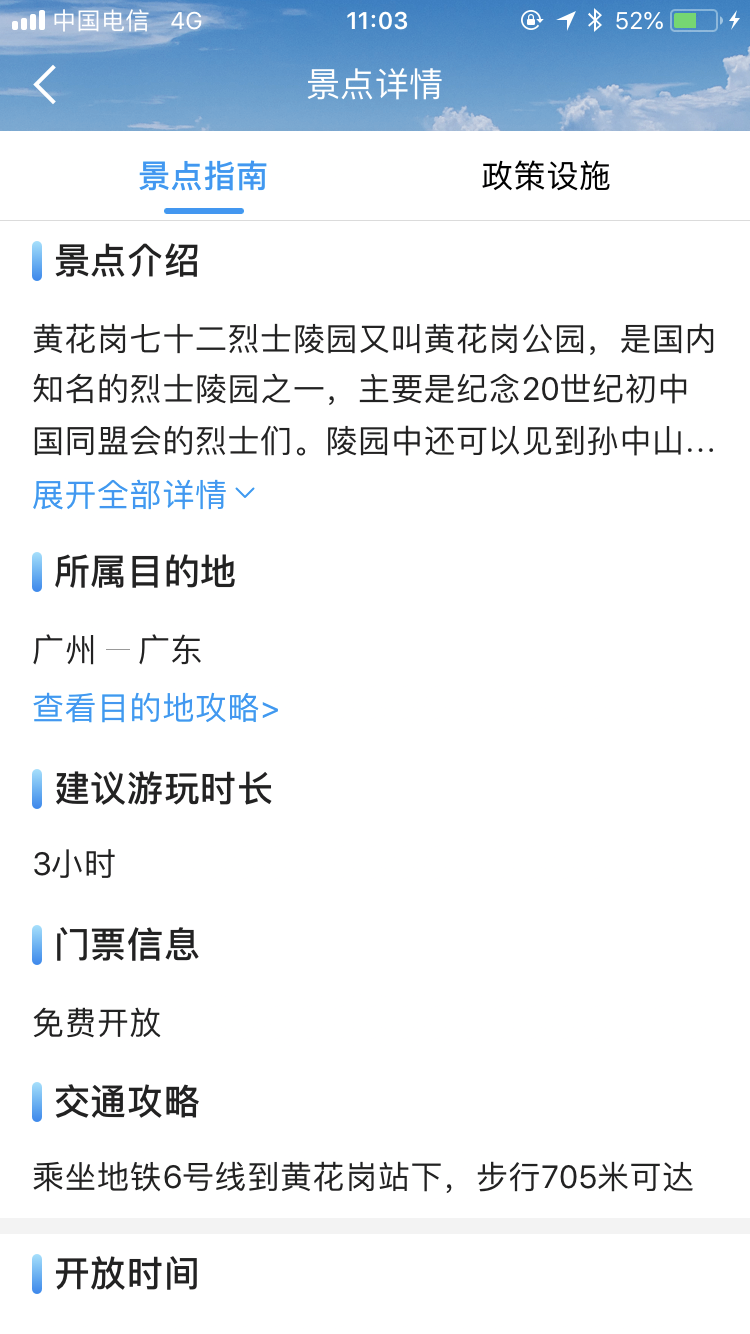 中国电信 4G 11:03 52%
景点详情
景点指南 政策设施
景点介绍
黄花岗七十二烈士陵园又叫黄花岗公园，是国内
知名的烈士陵园之一，主要是纪念20世纪初中
国同盟会的烈士们。陵园中还可以见到孙中山...
展开全部详情
所属目的地
广州 — 广东
查看目的地攻略>
建议游玩时长
3小时
门票信息
免费开放
交通攻略
乘坐地铁6号线到黄花岗站下，步行705米可达
开放时间